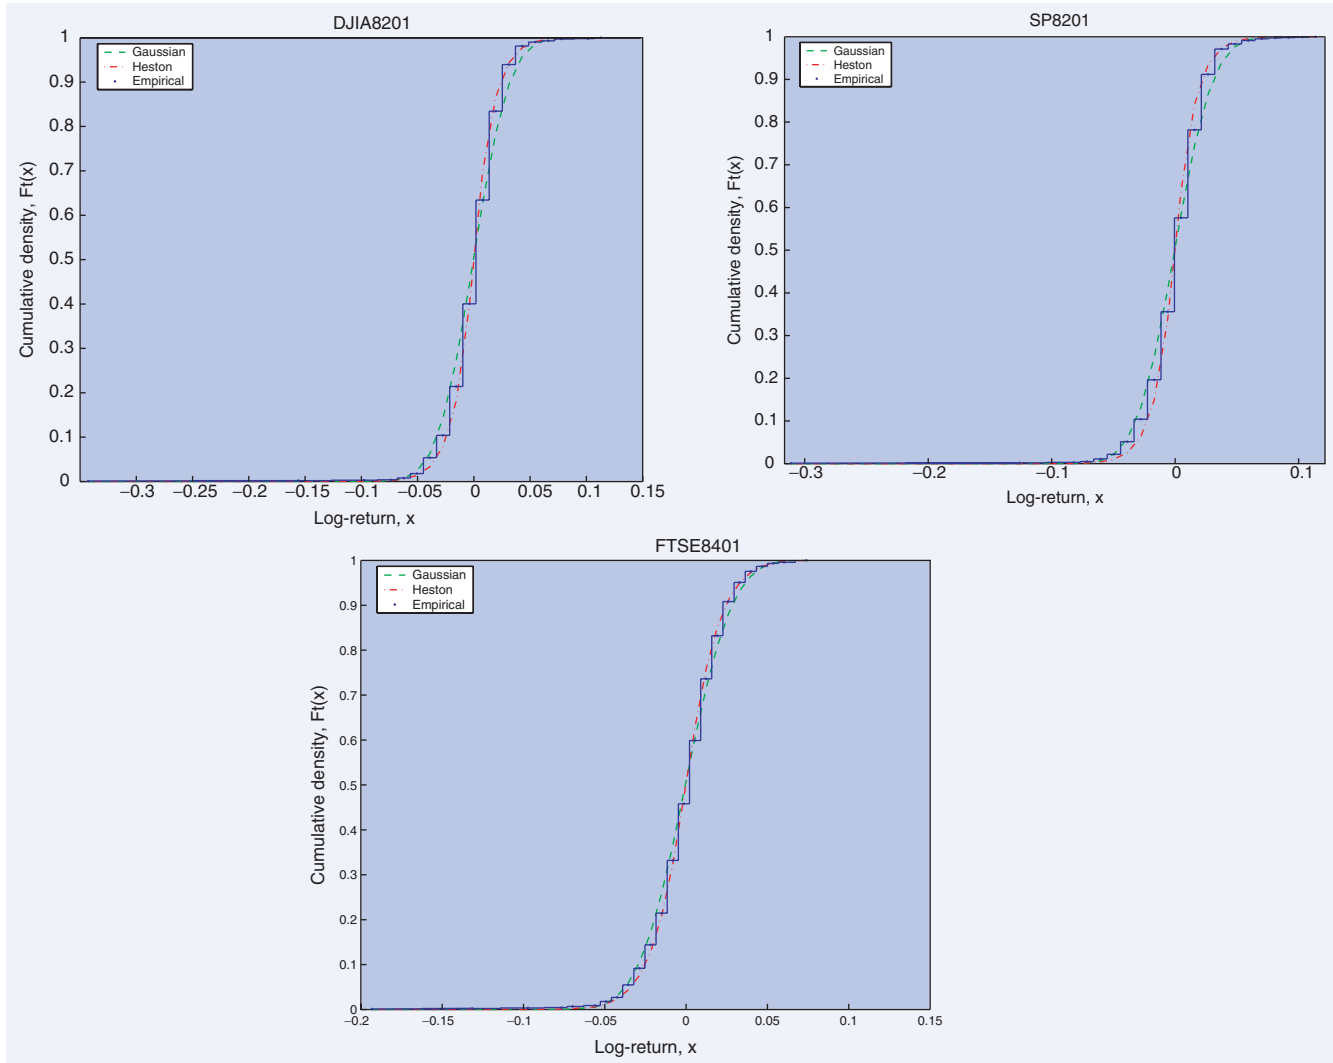 DJIA8201
Gaussian
Heston
Empirical
1
0.9
0.8
0.7
0.6
0.5
0.4
0.3
0.2
0.1
0
Cumulative density, Ft(x)
−0.3 −0.25 −0.2 −0.15 −0.1 −0.05 0 0.05 0.10 0.15
Log-return, x
SP8201
Gaussian
Heston
Empirical
1
0.9
0.8
0.7
0.6
0.5
0.4
0.3
0.2
0.1
0
Cumulative density, Ft(x)
−0.3 −0.2 −0.1 0 0.1
Log-return, x
FTSE8401
Gaussian
Heston
Empirical
1
0.9
0.8
0.7
0.6
0.5
0.4
0.3
0.2
0.1
0
Cumulative density, Ft(x)
−0.2 −0.15 −0.1 −0.05 0 0.05 0.1 0.15
Log-return, x